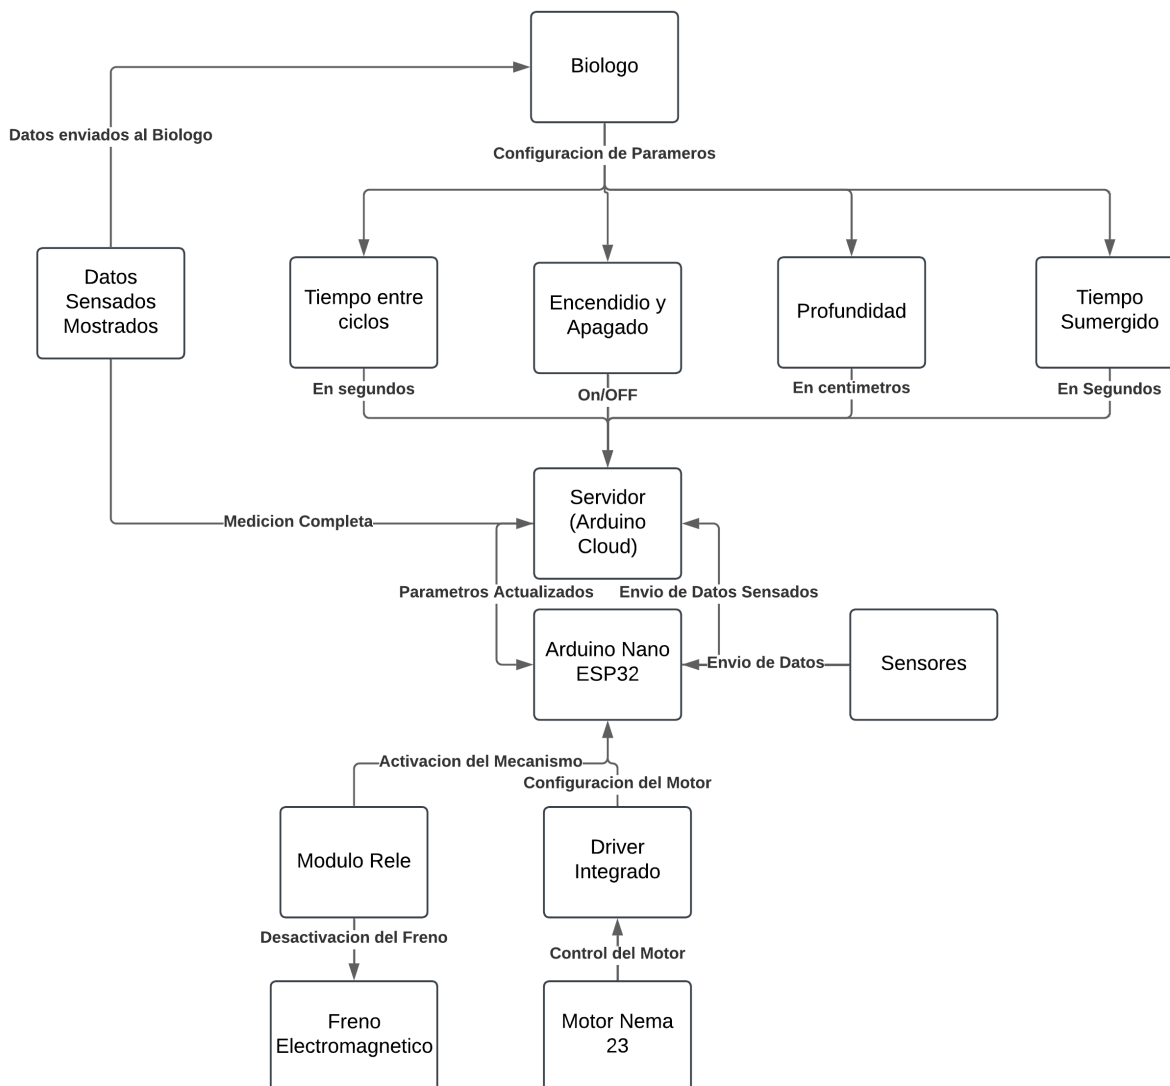 Biologo
Datos enviados al Biologo
Configuracion de Parameros
Datos
Sensados
Mostrados
Tiempo entre
ciclos
Encendidio y
Apagado
Profundidad
Tiempo
Sumergido
En segundos
On/OFF
En centimetros
En Segundos
Servidor
(Arduino
Cloud)
Medicion Completa
Parametros Actualizados
Envio de Datos Sensados
Arduino Nano
ESP32
Envio de Datos
Sensores
Activacion del Mecanismo
Configuracion del Motor
Modulo Rele
Driver
Integrado
Desactivacion del Freno
Control del Motor
Freno
Electromagnetico
Motor Nema
23